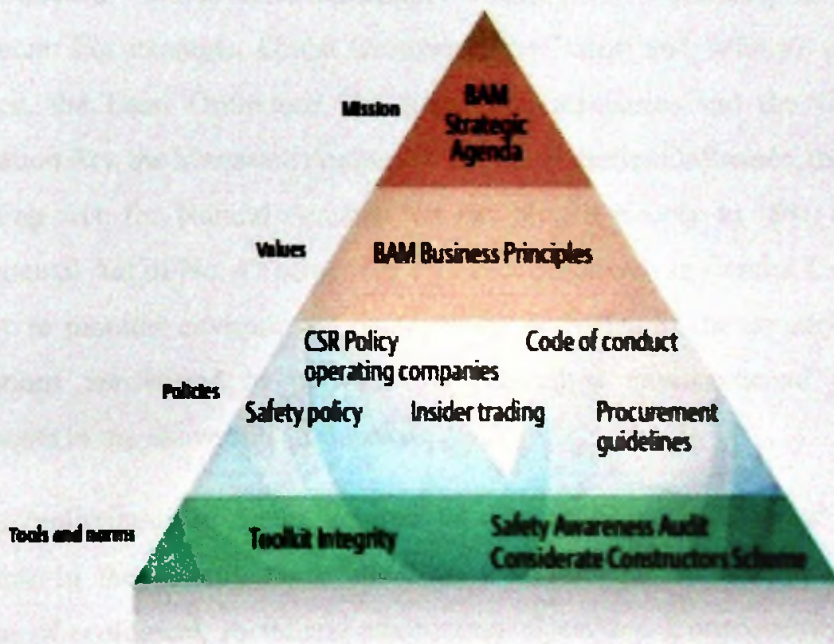 Mission
BAM
Strategic
Agenda
Values
BAM Business Principles
CSR Policy
operating companies
Code of conduct
Policies
Safety policy
Insider trading
Procurement
guidelines
Tools and norms
Toolkit Integrity
Safety Awareness Audit
Considerate Constructors Scheme